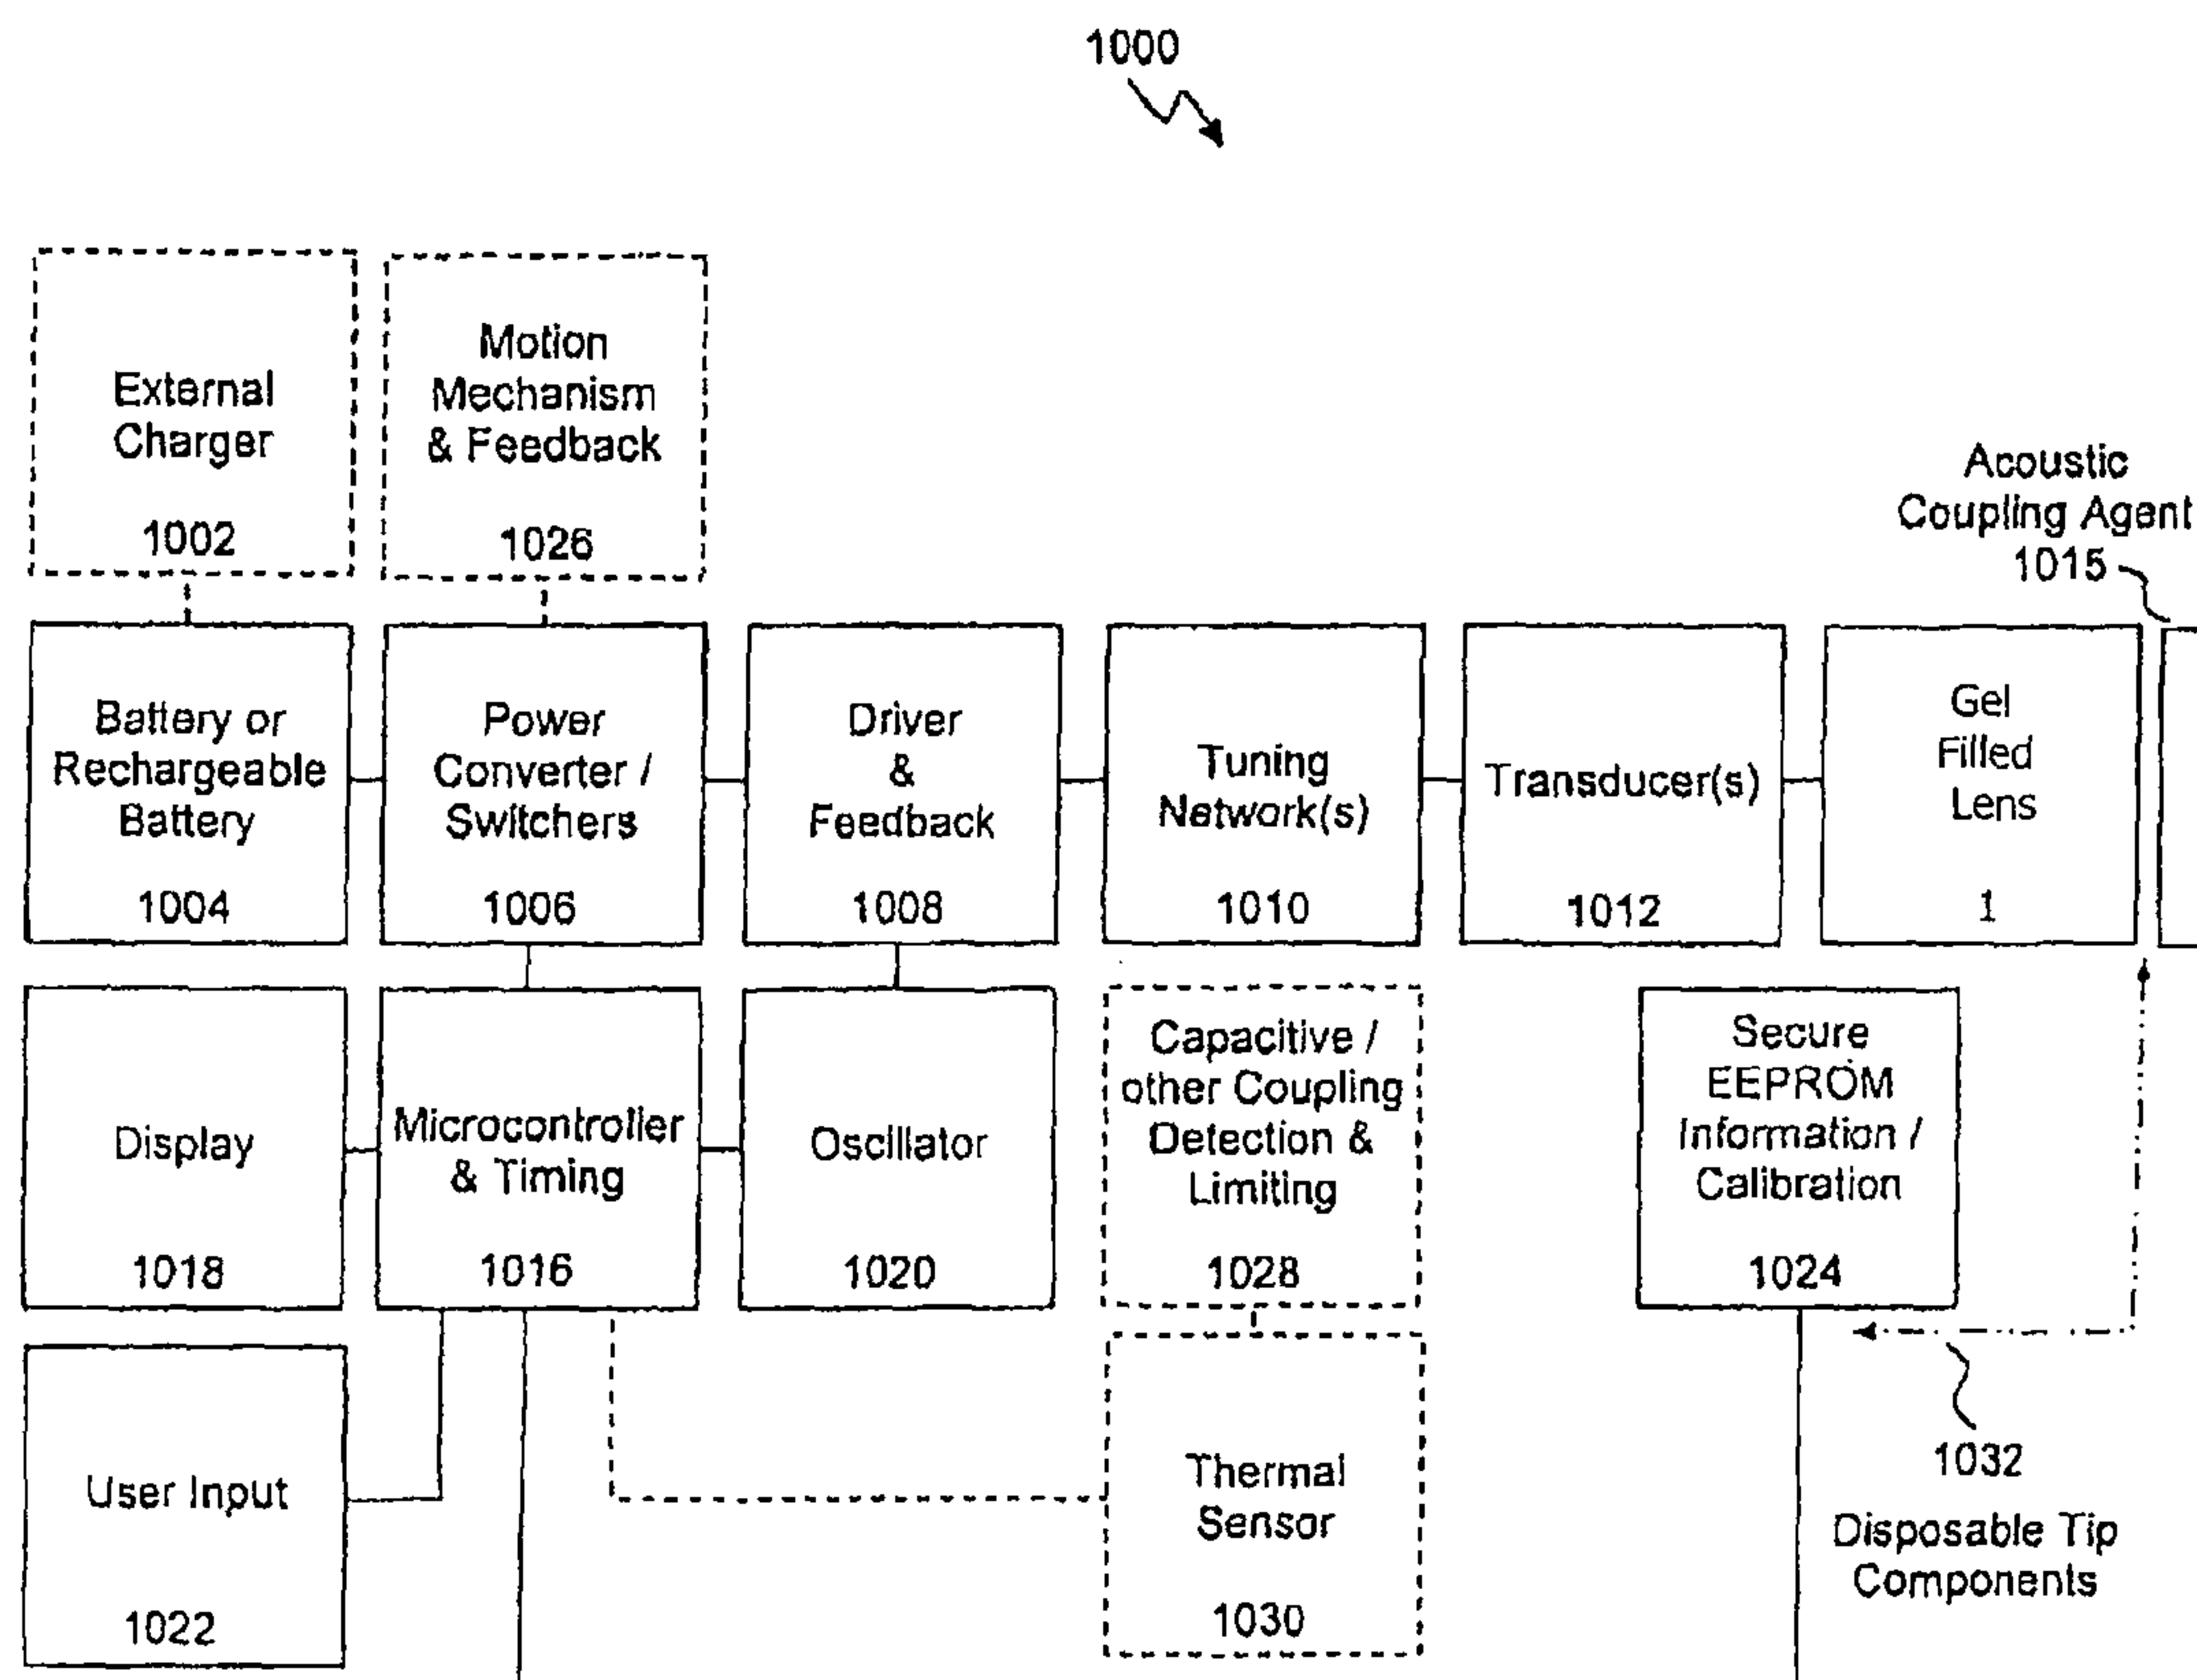 1000
External
Charger
1002
Motion
Mechanism
& Feedback
1026
Acoustic
Coupling Agent
1015
Battery or
Rechargeable
Battery
1004
Power
Converter /
Switchers
1006
Driver
&
Feedback
1008
Tuning
Network(s)
1010
Transducer(s)
1012
Gel
Filled
Lens
1
Display
1018
Microcontroller
& Timing
1016
Oscillator
1020
Capacitive /
other Coupling
Detection &
Limiting
1028
Secure
EEPROM
Information /
Calibration
1024
User Input
1022
Thermal
Sensor
1030
1032
Disposable Tip
Components